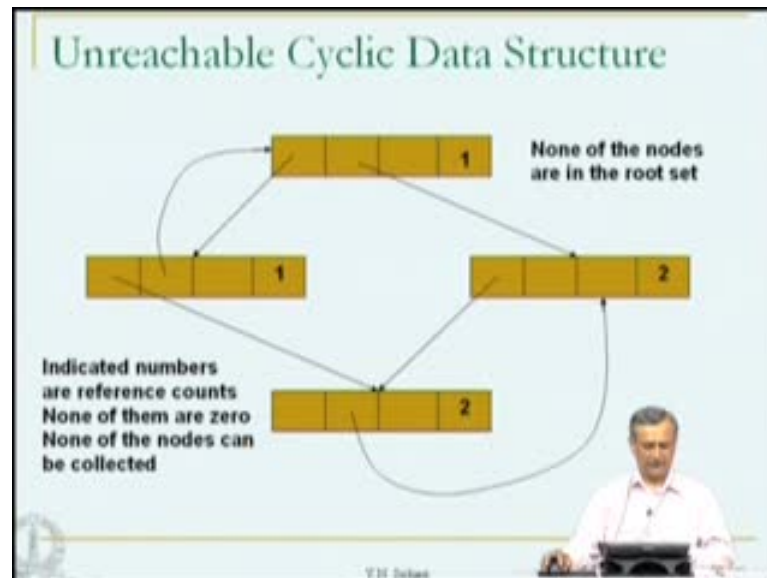 Unreachable Cyclic Data Structure
1
None of the nodes
are in the root set
1
2
Indicated numbers
are reference counts
None of them are zero
None of the nodes can
be collected
2